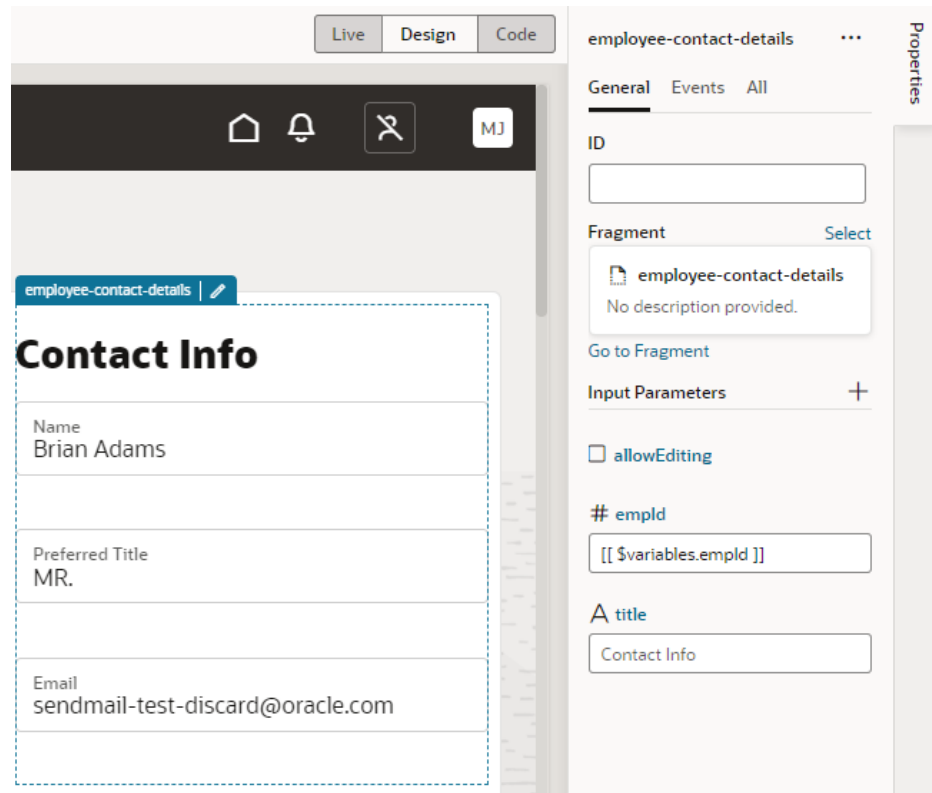 Live Design Code
MJ
employee-contact-details
Contact Info
Name
Brian Adams
Preferred Title
MR.
Email
sendmail-test-discard@oracle.com
employee-contact-details ...
General Events All
ID
Fragment Select
employee-contact-details
No description provided.
Go to Fragment
Input Parameters +
allowEditing
# empId
[[ $variables.empId ]]
A title
Contact Info
Properties